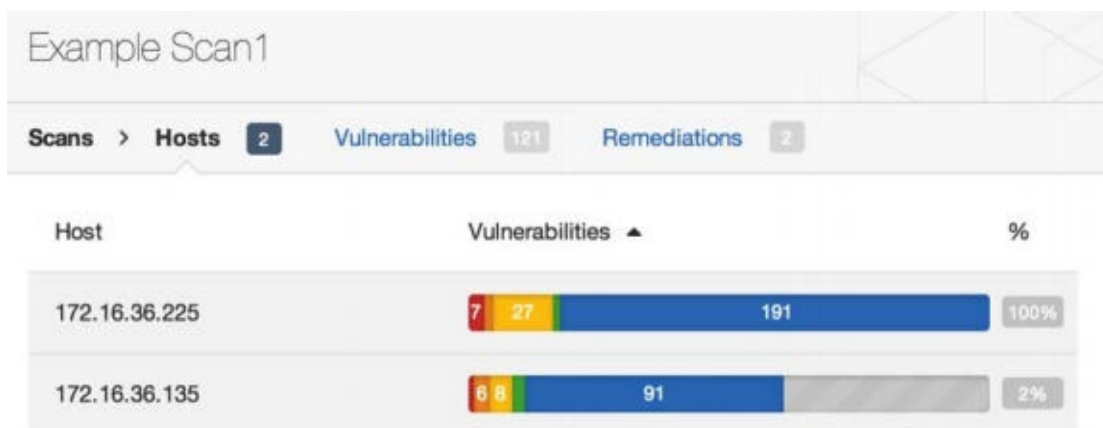 Example Scan1
Scans > Hosts 2 Vulnerabilities 121 Remediations 2
Host Vulnerabilities ▲ %
172.16.36.225 7 27 191 100%
172.16.36.135 6 8 91 2%